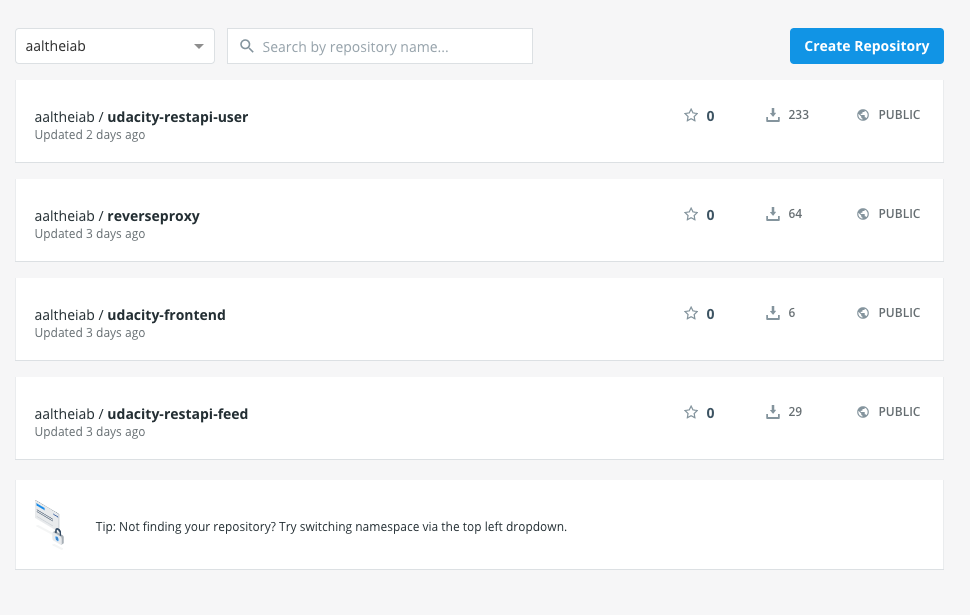 aaltheiab
Search by repository name...
Create Repository
aaltheiab / udacity-restapi-user
0
233
PUBLIC
Updated 2 days ago
aaltheiab / reverseproxy
0
64
PUBLIC
Updated 3 days ago
aaltheiab / udacity-frontend
0
6
PUBLIC
Updated 3 days ago
aaltheiab / udacity-restapi-feed
0
29
PUBLIC
Updated 3 days ago
Tip: Not finding your repository? Try switching namespace via the top left dropdown.